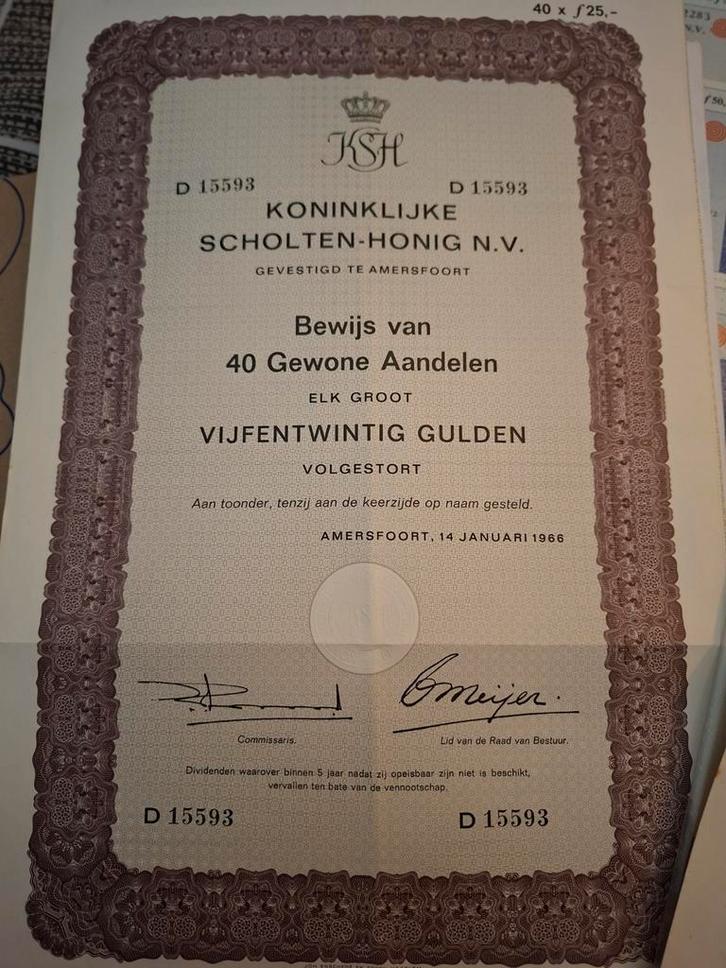 40 x ƒ25,-
KSH
D 15593 D 15593
KONINKLIJKE
SCHOLTEN-HONIG N.V.
GEVESTIGD TE AMERSFOORT
Bewijs van
40 Gewone Aandelen
ELK GROOT
VIJFENTWINTIG GULDEN
VOLGESTORT
Aan toonder, tenzij aan de keerzijde op naam gesteld.
AMERSFOORT, 14 JANUARI 1966
Meijer.
Commissaris. Lid van de Raad van Bestuur.
Dividenden waarover binnen 5 jaar nadat zij opeisbaar zijn niet is beschikt,
vervallen ten bate van de vennootschap.
D 15593 D 15593
2283
N.V.
ƒ50,